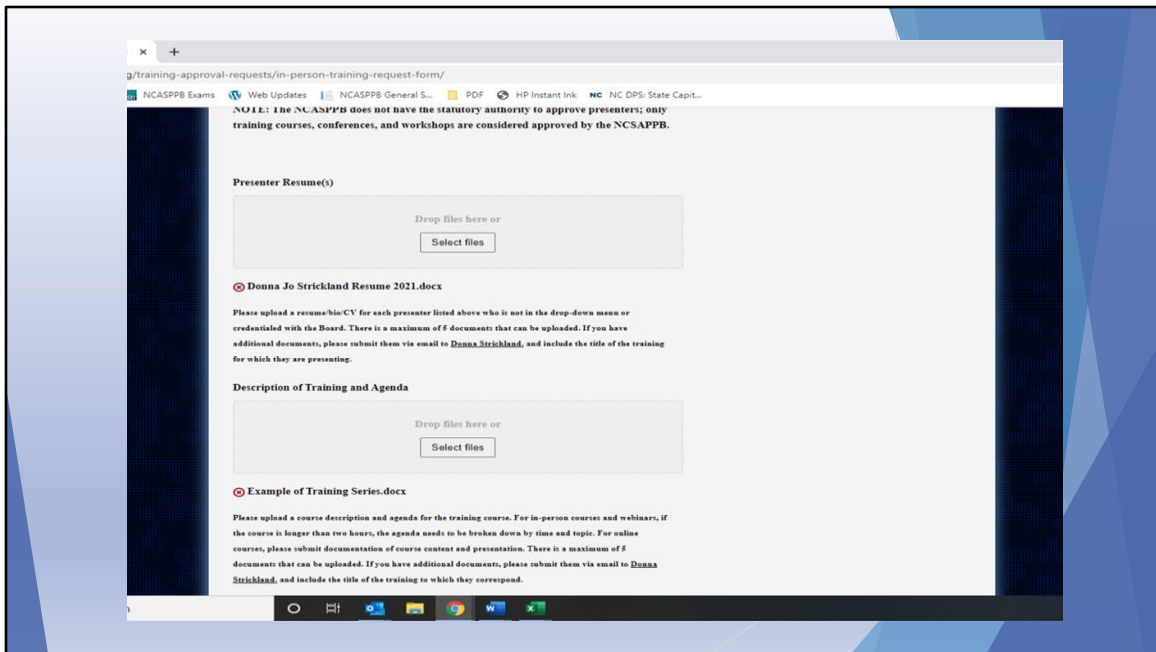 × +
g/training-approval-requests/in-person-training-request-form/
NCASPPB Exams Web Updates NCASPPB General S... PDF HP Instant Ink NC NC DPS: State Capit...
NOTE: The NCASPPB does not have the statutory authority to approve presenters; only
training courses, conferences, and workshops are considered approved by the NCSAPPB.
Presenter Resume(s)
Drop files here or
Select files
Donna Jo Strickland Resume 2021.docx
Please upload a resume/bio/CV for each presenter listed above who is not in the drop-down menu or
credentialed with the Board. There is a maximum of 5 documents that can be uploaded. If you have
additional documents, please submit them via email to Donna Strickland, and include the title of the training
for which they are presenting.
Description of Training and Agenda
Drop files here or
Select files
Example of Training Series.docx
Please upload a course description and agenda for the training course. For in-person courses and webinars, if
the course is longer than two hours, the agenda needs to be broken down by time and topic. For online
courses, please submit documentation of course content and presentation. There is a maximum of 5
documents that can be uploaded. If you have additional documents, please submit them via email to Donna
Strickland, and include the title of the training to which they correspond.